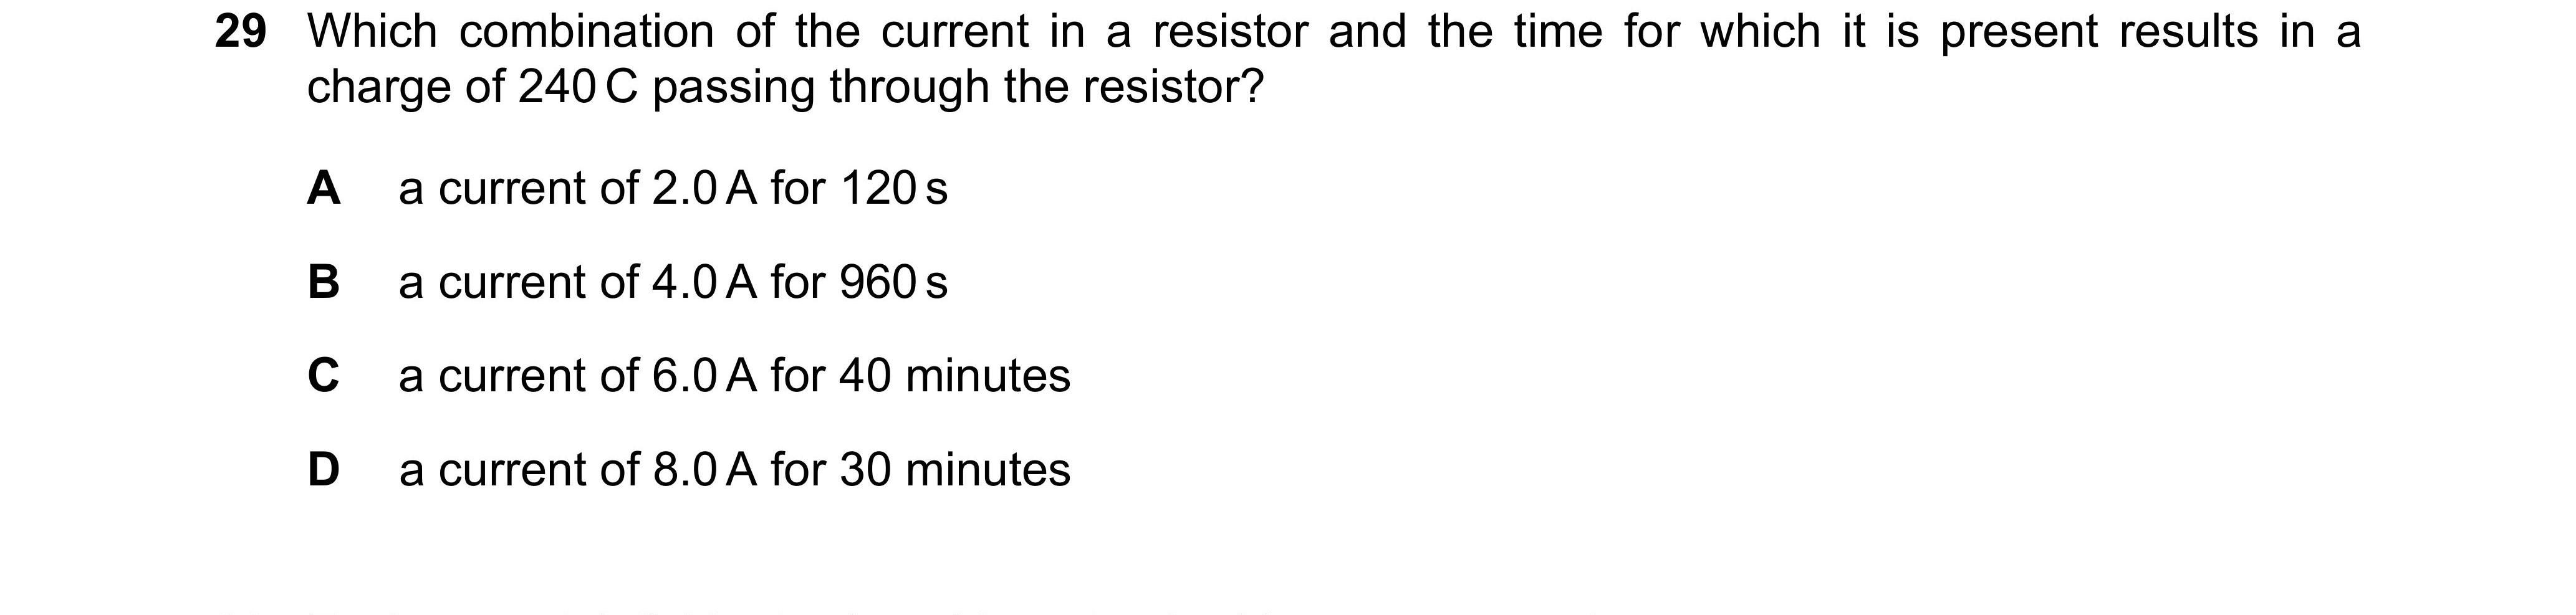 29 Which combination of the current in a resistor and the time for which it is present results in a
charge of 240 C passing through the resistor?
A a current of 2.0 A for 120 s
B a current of 4.0 A for 960 s
C a current of 6.0 A for 40 minutes
D a current of 8.0 A for 30 minutes